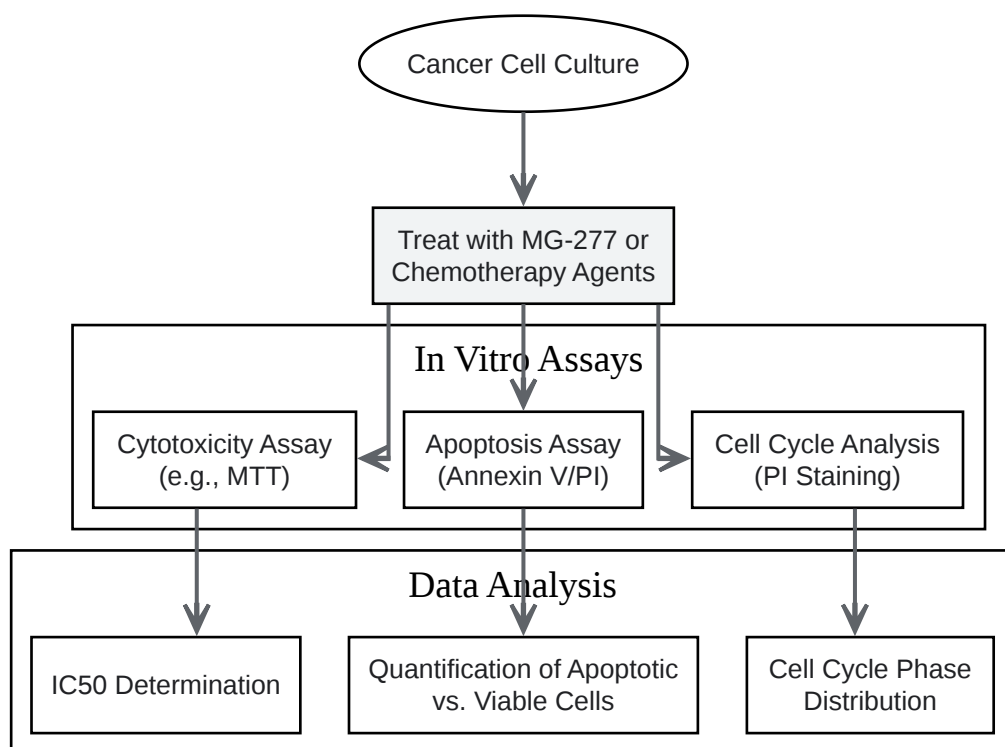 Cancer Cell Culture
Treat with MG-277 or
Chemotherapy Agents
In Vitro Assays
Cytotoxicity Assay
(e.g., MTT)
Apoptosis Assay
(Annexin V/PI)
Cell Cycle Analysis
(PI Staining)
Data Analysis
IC50 Determination
Quantification of Apoptotic
vs. Viable Cells
Cell Cycle Phase
Distribution